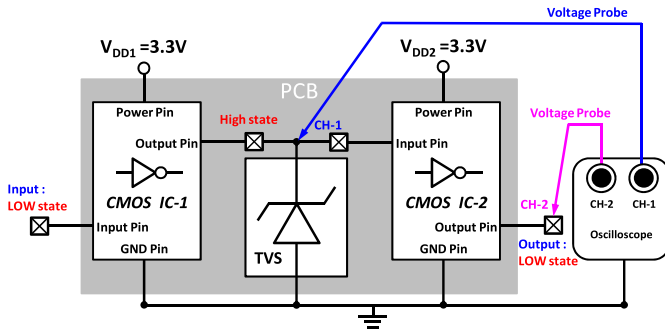 Voltage Probe
V_DD1 =3.3V
V_DD2 =3.3V
PCB
Power Pin
Power Pin
Voltage Probe
High state
CH-1
Output Pin
Input Pin
CH-2
CH-1
Oscilloscope
Input :
LOW state
CMOS IC-1
CMOS IC-2
CH-2
Input Pin
Output Pin
Output :
LOW state
GND Pin
TVS
GND Pin